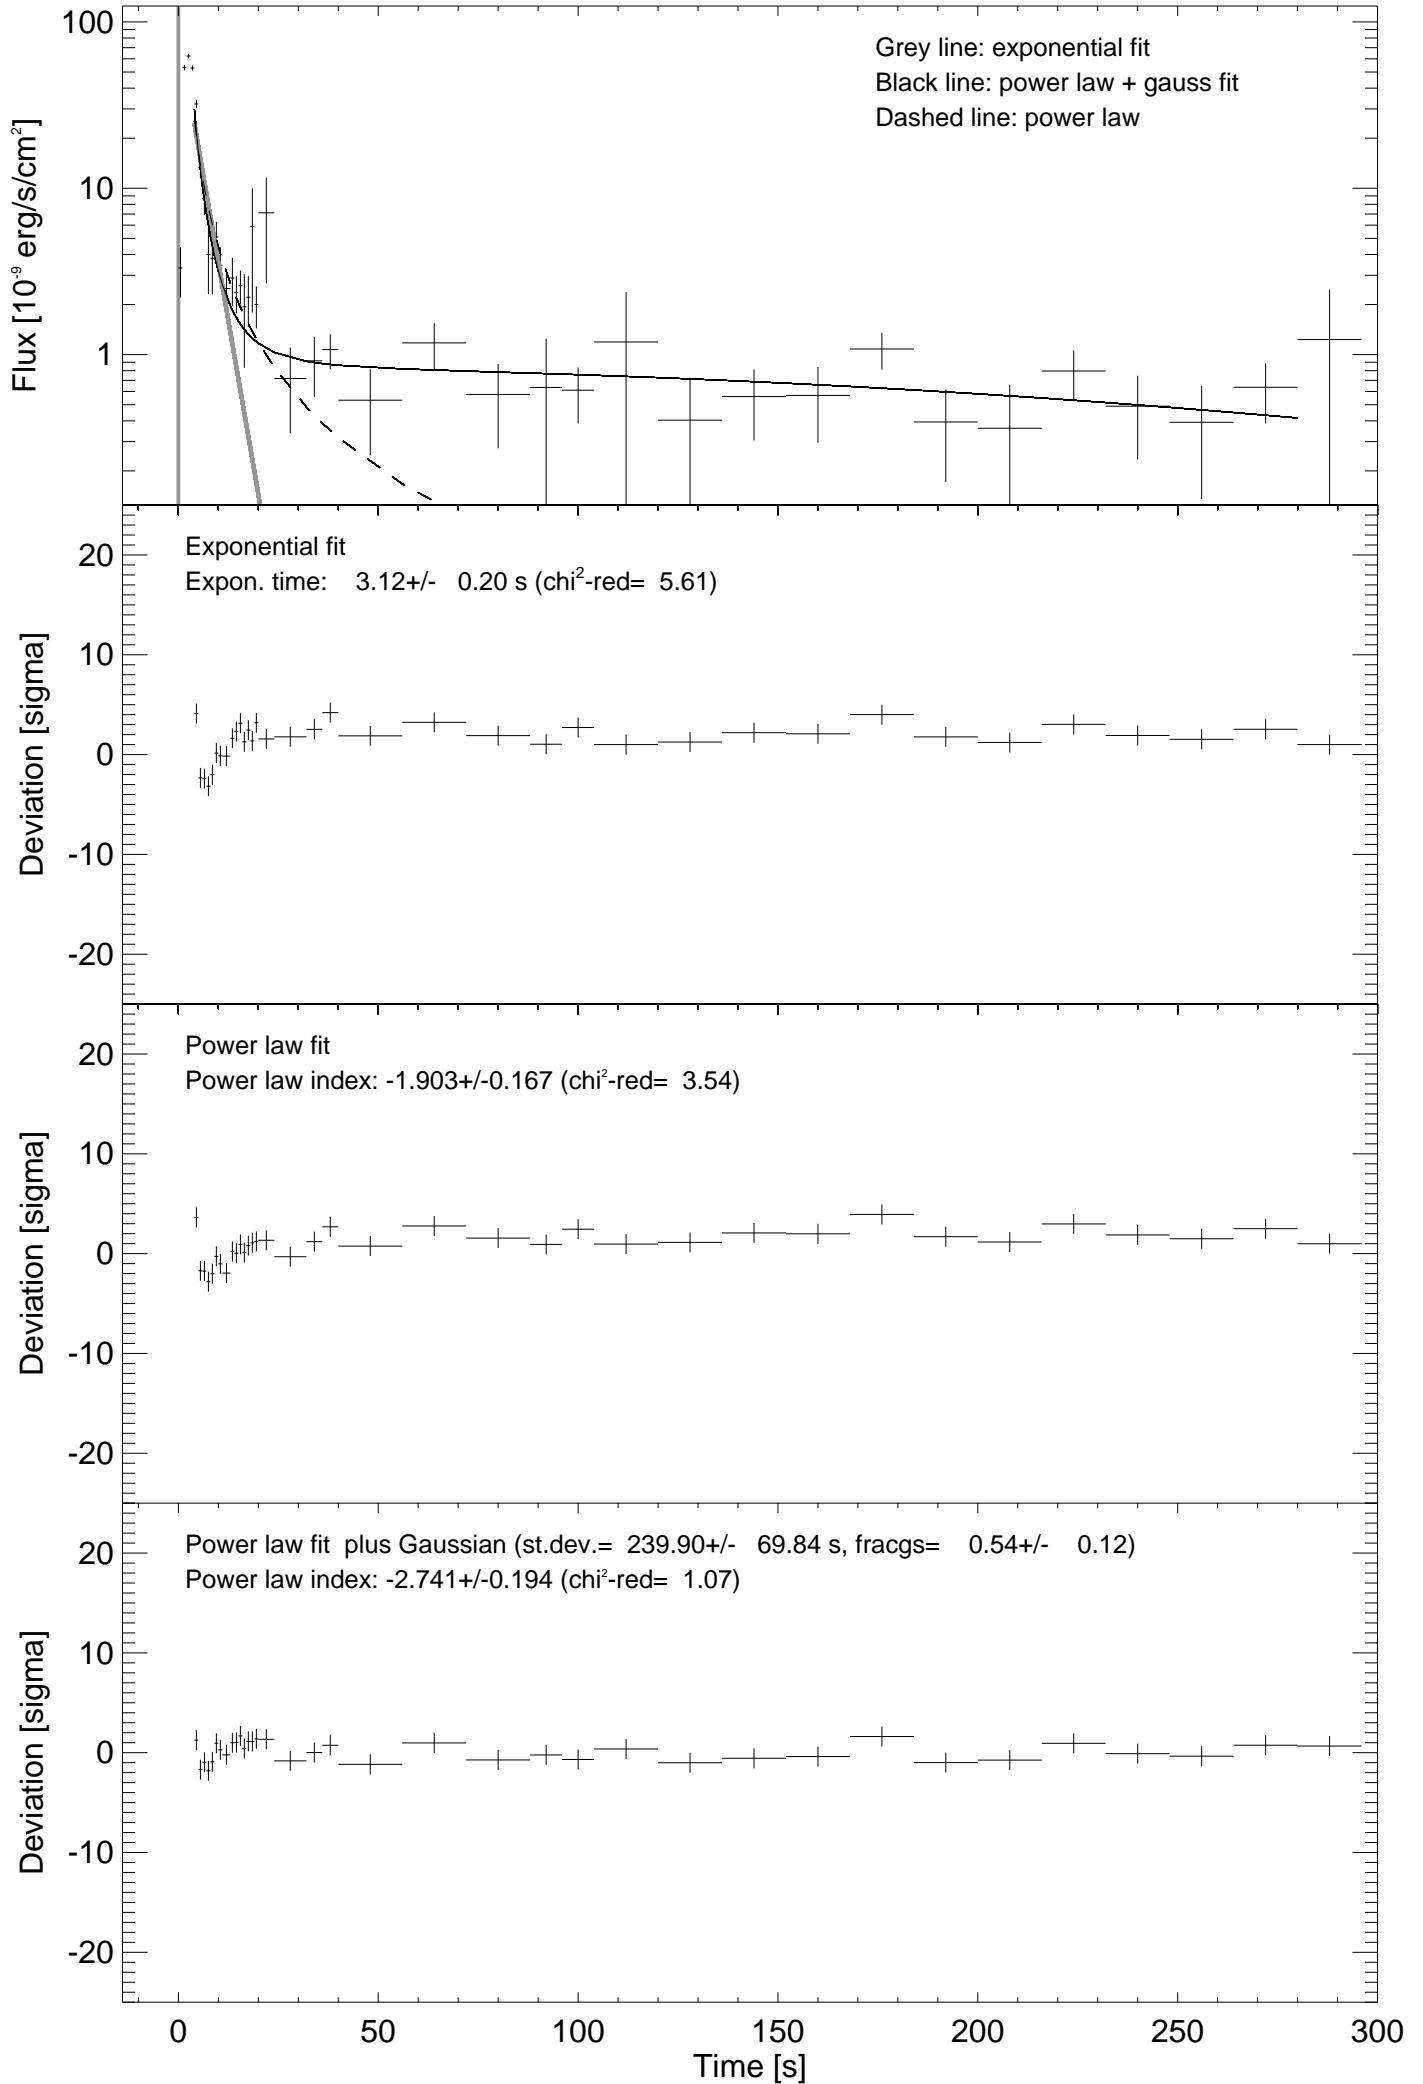 100
10
1
Flux [10⁻⁹ erg/s/cm²]
Grey line: exponential fit
Black line: power law + gauss fit
Dashed line: power law
20
10
0
-10
-20
Deviation [sigma]
Exponential fit
Expon. time: 3.12+/- 0.20 s (chi²-red= 5.61)
20
10
0
-10
-20
Deviation [sigma]
Power law fit
Power law index: -1.903+/-0.167 (chi²-red= 3.54)
20
10
0
-10
-20
Deviation [sigma]
Power law fit plus Gaussian (st.dev.= 239.90+/- 69.84 s, fracgs= 0.54+/- 0.12)
Power law index: -2.741+/-0.194 (chi²-red= 1.07)
0 50 100 150 200 250 300
Time [s]